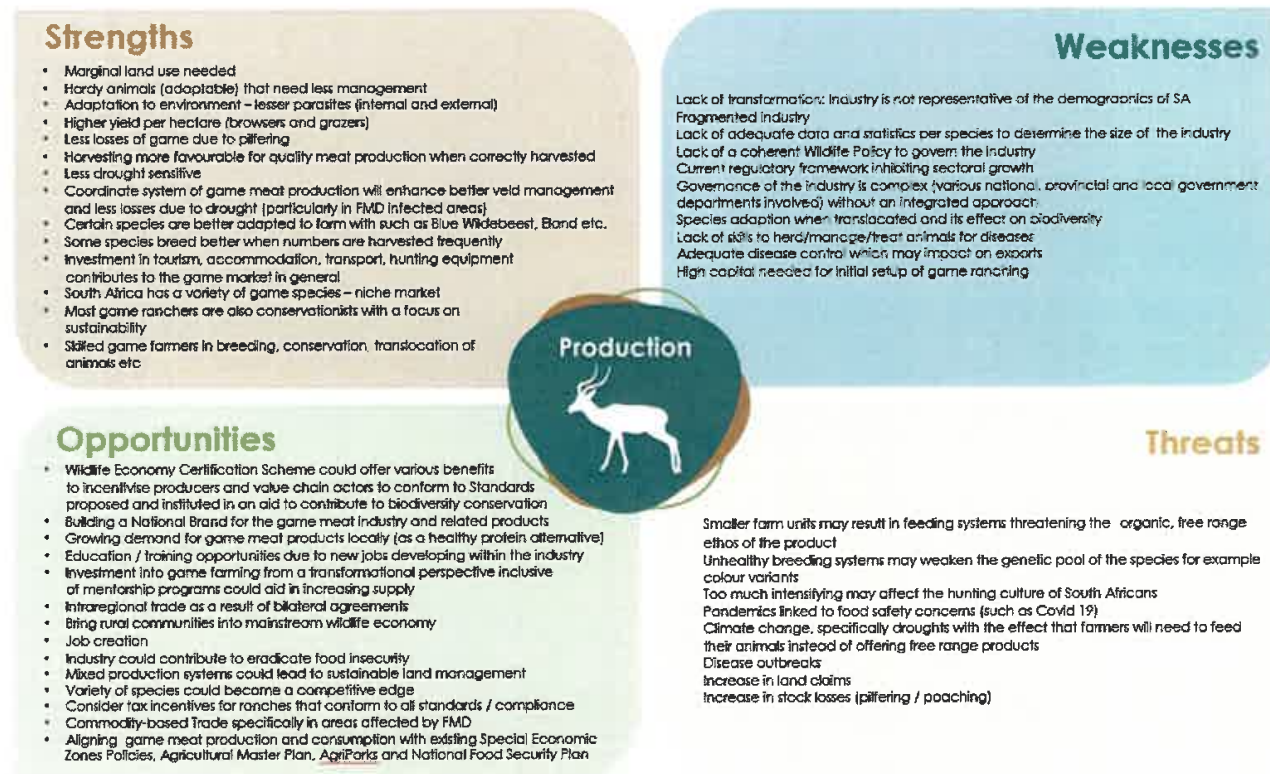 Strengths
• Marginal land use needed
• Hardy animals (adaptable) that need less management
• Adaptation to environment – lesser parasites (internal and external)
• Higher yield per hectare (browsers and grazers)
• Less losses of game due to pilfering
• Harvesting more favourable for quality meat production when correctly harvested
• Less drought sensitive
• Coordinate system of game meat production will enhance better veld management
and less losses due to drought (particularly in FMD infected areas)
• Certain species are better adapted to farm with such as Blue Wildebeest, Eland etc.
• Some species breed better when numbers are harvested frequently
• Investment in tourism, accommodation, transport, hunting equipment
contributes to the game market in general
• South Africa has a variety of game species – niche market
• Most game ranchers are also conservationists with a focus on
sustainability
• Skilled game farmers in breeding, conservation, translocation of
animals etc
Weaknesses
Lack of transformation: Industry is not representative of the demographics of SA
Fragmented industry
Lack of adequate data and statistics per species to determine the size of the industry
Lack of a coherent Wildlife Policy to govern the industry
Current regulatory framework inhibiting sectoral growth
Governance of the industry is complex (various national, provincial and local government
departments involved) without an integrated approach
Species adaption when translocated and its effect on biodiversity
Lack of skills to herd/manage/treat animals for diseases
Adequate disease control which may impact on exports
High capital needed for initial setup of game ranching
Production
Opportunities
• Wildlife Economy Certification Scheme could offer various benefits
to incentivise producers and value chain actors to conform to Standards
proposed and instituted in an aid to contribute to biodiversity conservation
• Building a National Brand for the game meat industry and related products
• Growing demand for game meat products locally (as a healthy protein alternative)
• Education / training opportunities due to new jobs developing within the industry
• Investment into game farming from a transformational perspective inclusive
of mentorship programs could aid in increasing supply
• Intraregional trade as a result of bilateral agreements
• Bring rural communities into mainstream wildlife economy
• Job creation
• Industry could contribute to eradicate food insecurity
• Mixed production systems could lead to sustainable land management
• Variety of species could become a competitive edge
• Consider tax incentives for ranches that conform to all standards / compliance
• Commodity-based Trade specifically in areas affected by FMD
• Aligning game meat production and consumption with existing Special Economic
Zones Policies, Agricultural Master Plan, AgriParks and National Food Security Plan
Threats
Smaller farm units may result in feeding systems threatening the organic, free range
ethos of the product
Unhealthy breeding systems may weaken the genetic pool of the species for example
colour variants
Too much intensifying may affect the hunting culture of South Africans
Pandemics linked to food safety concerns (such as Covid 19)
Climate change, specifically droughts with the effect that farmers will need to feed
their animals instead of offering free range products
Disease outbreaks
Increase in land claims
Increase in stock losses (pilfering / poaching)